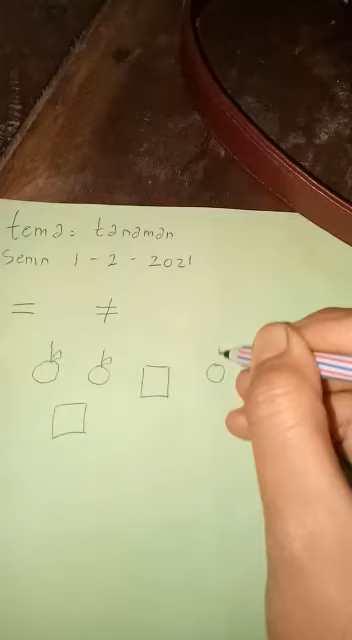 tema: tanaman
Senin 1 - 2 - 2021
= ≠